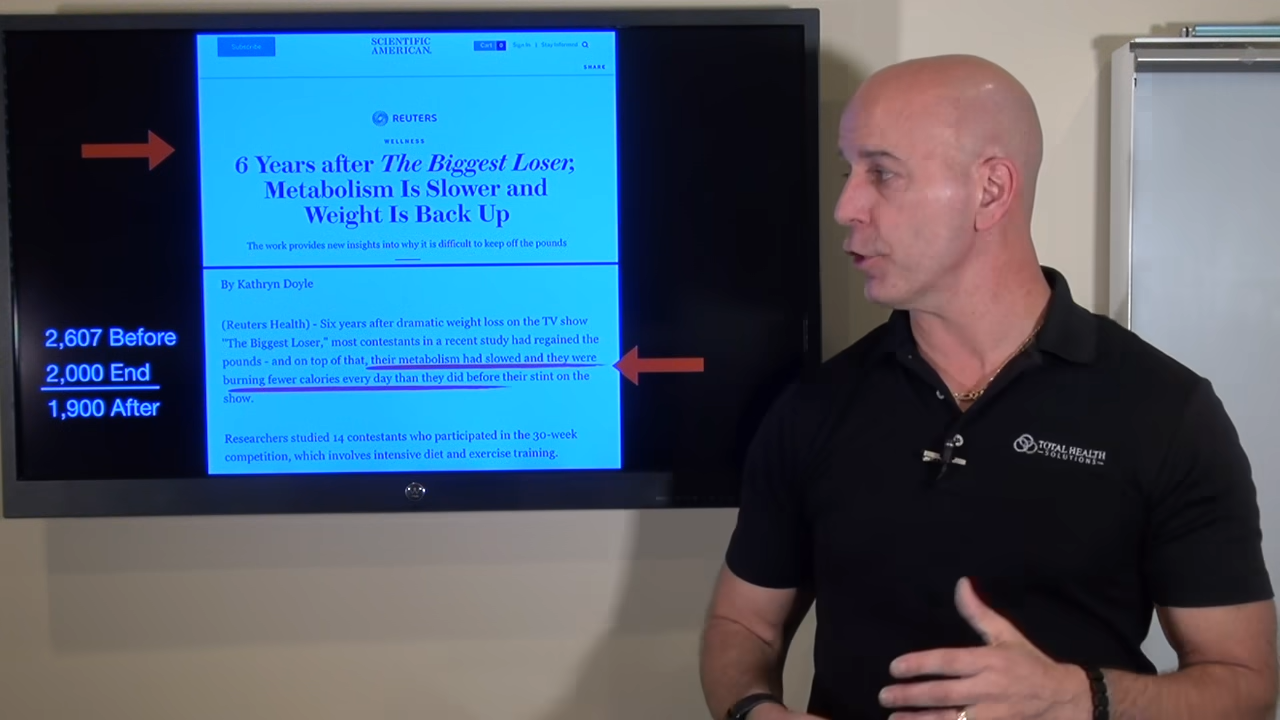 Subscribe
SCIENTIFIC
AMERICAN.
Cart 0 Sign In | Stay Informed
SHARE
REUTERS
WELLNESS
6 Years after The Biggest Loser,
Metabolism Is Slower and
Weight Is Back Up
The work provides new insights into why it is difficult to keep off the pounds
By Kathryn Doyle
(Reuters Health) - Six years after dramatic weight loss on the TV show
"The Biggest Loser," most contestants in a recent study had regained the
pounds - and on top of that, their metabolism had slowed and they were
burning fewer calories every day than they did before their stint on the
show.
Researchers studied 14 contestants who participated in the 30-week
competition, which involves intensive diet and exercise training.
2,607 Before
2,000 End
1,900 After
TOTAL HEALTH
SOLUTIONS